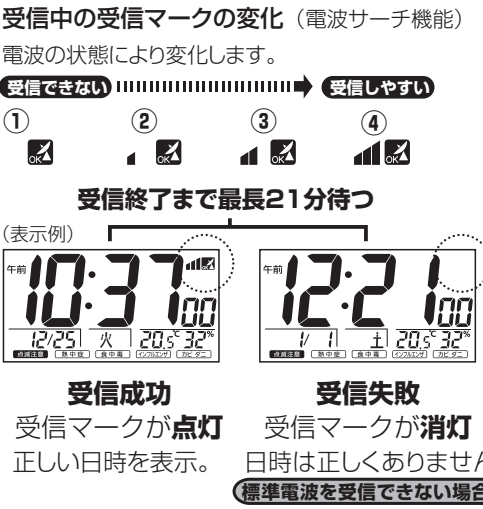 受信中の受信マークの変化(電波サーチ機能)
電波の状態により変化します。
受信できない 受信しやすい
① ② ③ ④
OK OK OK OK
受信終了まで最長21分待つ
(表示例)
午前 10:37 00
12/25 火 20.5℃ 32%
点滅注意 熱中症 食中毒 インフルエンザ カビ ダニ
午前 12:21 00
1/ 1 土 20.5℃ 32%
点滅注意 熱中症 食中毒 インフルエンザ カビ ダニ
受信成功
受信マークが点灯
正しい日時を表示。
受信失敗
受信マークが消灯
日時は正しくありません
標準電波を受信できない場合